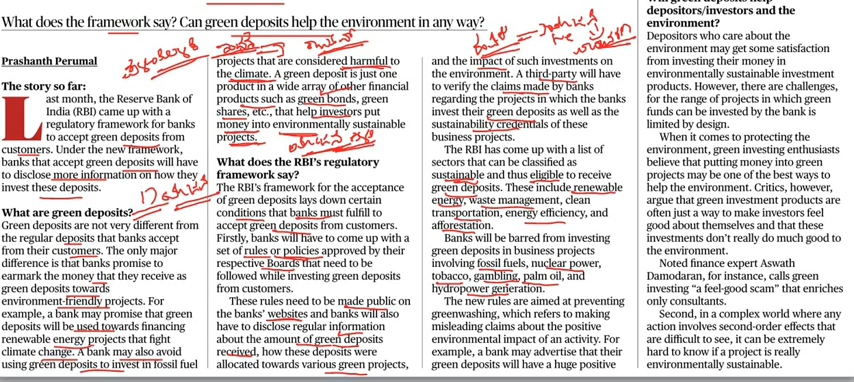 What does the framework say? Can green deposits help the environment in any way?
Prashanth Perumal
The story so far:
Last month, the Reserve Bank of
India (RBI) came up with a
regulatory framework for banks
to accept green deposits from
customers. Under the new framework,
banks that accept green deposits will have
to disclose more information on how they
invest these deposits.
What are green deposits?
Green deposits are not very different from
the regular deposits that banks accept
from their customers. The only major
difference is that banks promise to
earmark the money that they receive as
green deposits towards
environment-friendly projects. For
example, a bank may promise that green
deposits will be used towards financing
renewable energy projects that fight
climate change. A bank may also avoid
using green deposits to invest in fossil fuel
projects that are considered harmful to
the climate. A green deposit is just one
product in a wide array of other financial
products such as green bonds, green
shares, etc., that help investors put
money into environmentally sustainable
projects.
What does the RBI's regulatory
framework say?
The RBI's framework for the acceptance
of green deposits lays down certain
conditions that banks must fulfill to
accept green deposits from customers.
Firstly, banks will have to come up with a
set of rules or policies approved by their
respective Boards that need to be
followed while investing green deposits
from customers.
These rules need to be made public on
the banks' websites and banks will also
have to disclose regular information
about the amount of green deposits
received, how these deposits were
allocated towards various green projects,
and the impact of such investments on
the environment. A third-party will have
to verify the claims made by banks
regarding the projects in which the banks
invest their green deposits as well as the
sustainability credentials of these
business projects.
The RBI has come up with a list of
sectors that can be classified as
sustainable and thus eligible to receive
green deposits. These include renewable
energy, waste management, clean
transportation, energy efficiency, and
afforestation.
Banks will be barred from investing
green deposits in business projects
involving fossil fuels, nuclear power,
tobacco, gambling, palm oil, and
hydropower generation.
The new rules are aimed at preventing
greenwashing, which refers to making
misleading claims about the positive
environmental impact of an activity. For
example, a bank may advertise that their
green deposits will have a huge positive
depositors/investors and the
environment?
Depositors who care about the
environment may get some satisfaction
from investing their money in
environmentally sustainable investment
products. However, there are challenges,
for the range of projects in which green
funds can be invested by the bank is
limited by design.
When it comes to protecting the
environment, green investing enthusiasts
believe that putting money into green
projects may be one of the best ways to
help the environment. Critics, however,
argue that green investment products are
often just a way to make investors feel
good about themselves and that these
investments don't really do much good to
the environment.
Noted finance expert Aswath
Damodaran, for instance, calls green
investing "a feel-good scam" that enriches
only consultants.
Second, in a complex world where any
action involves second-order effects that
are difficult to see, it can be extremely
hard to know if a project is really
environmentally sustainable.